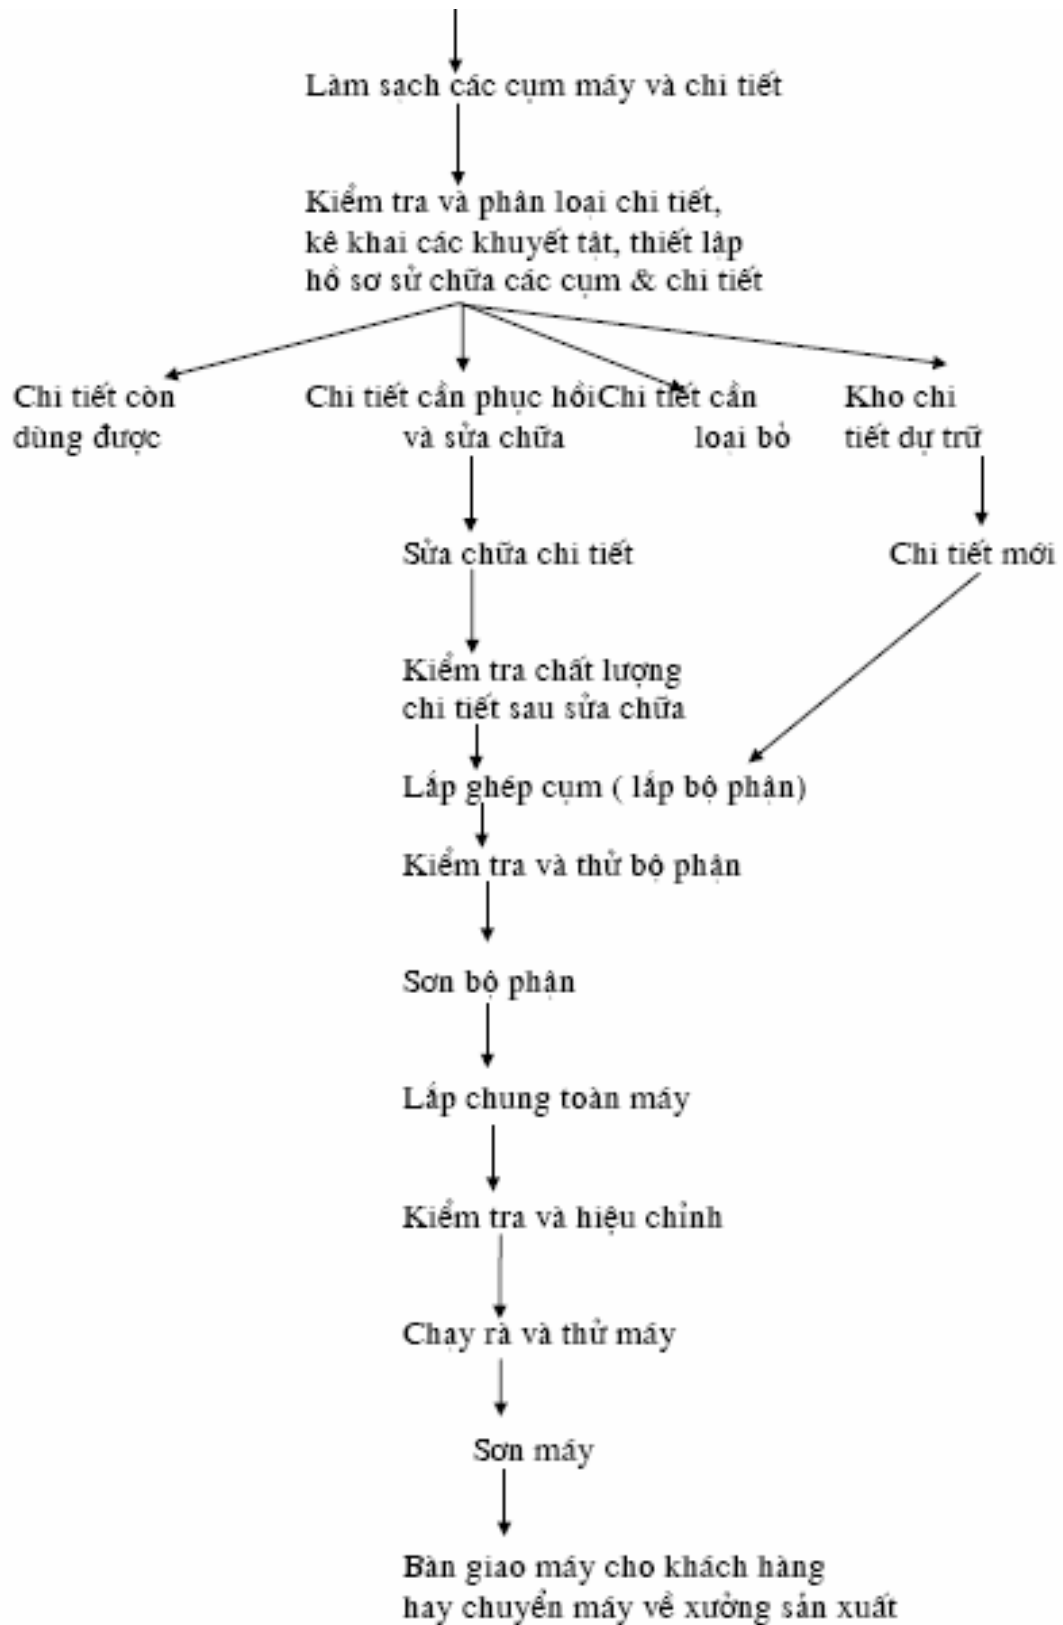 Làm sạch các cụm máy và chi tiết
Kiểm tra và phân loại chi tiết,
kê khai các khuyết tật, thiết lập
hồ sơ sử chữa các cụm & chi tiết
Chi tiết còn
dùng được
Chi tiết cần phục hồi
và sửa chữa
Chi tiết cần
loại bỏ
Kho chi
tiết dự trữ
Sửa chữa chi tiết
Chi tiết mới
Kiểm tra chất lượng
chi tiết sau sửa chữa
Lắp ghép cụm ( lắp bộ phận)
Kiểm tra và thử bộ phận
Sơn bộ phận
Lắp chung toàn máy
Kiểm tra và hiệu chỉnh
Chạy rà và thử máy
Sơn máy
Bàn giao máy cho khách hàng
hay chuyển máy về xưởng sản xuất